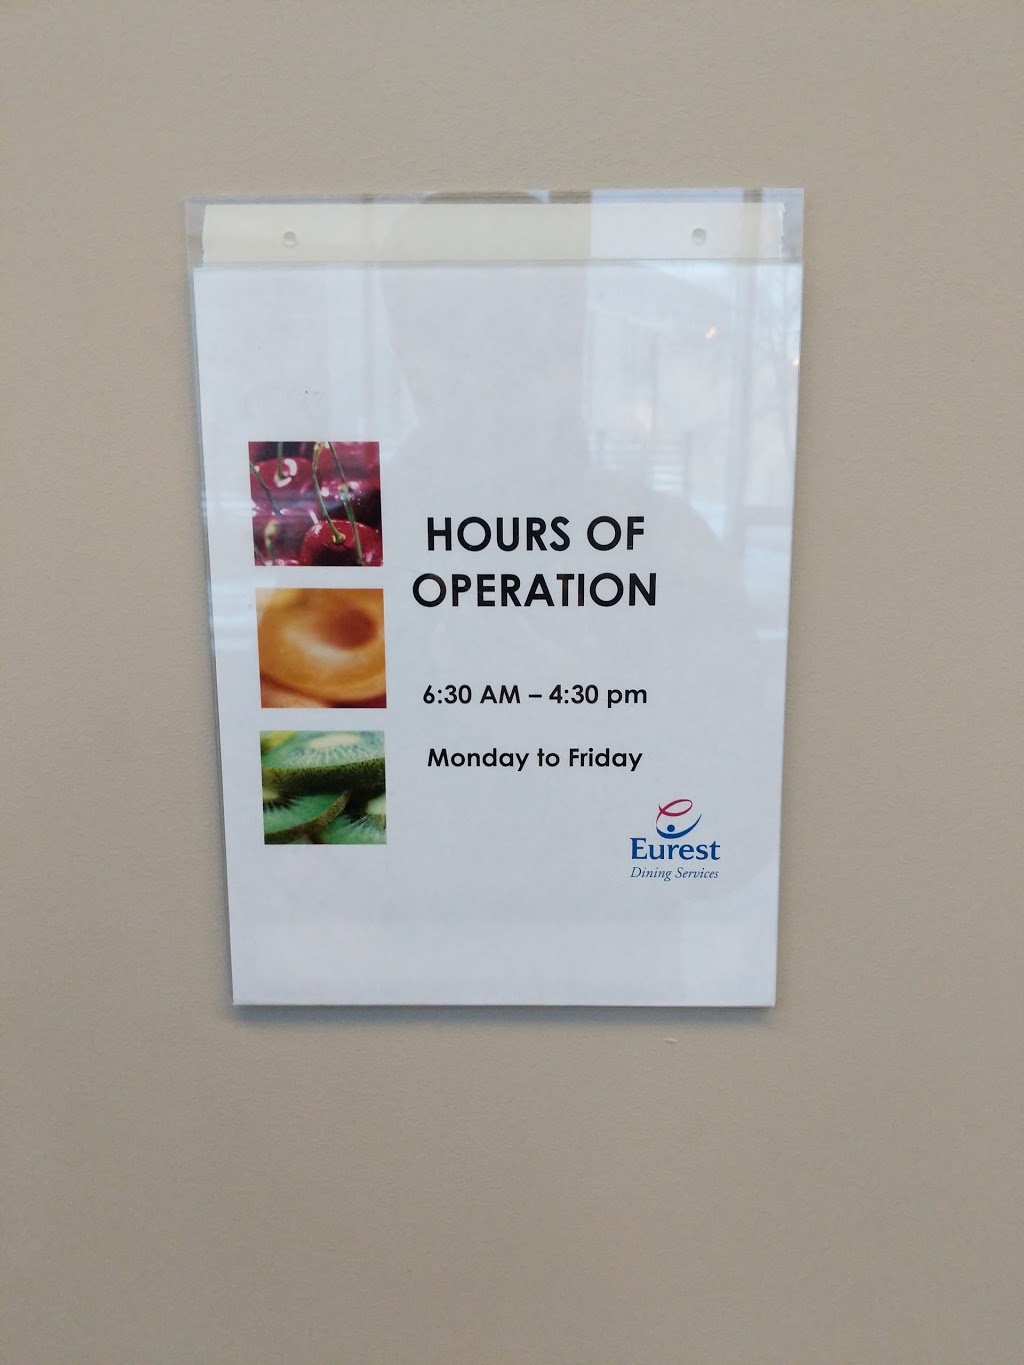 HOURS OF
OPERATION
6:30 AM – 4:30 pm
Monday to Friday
Eurest
Dining Services